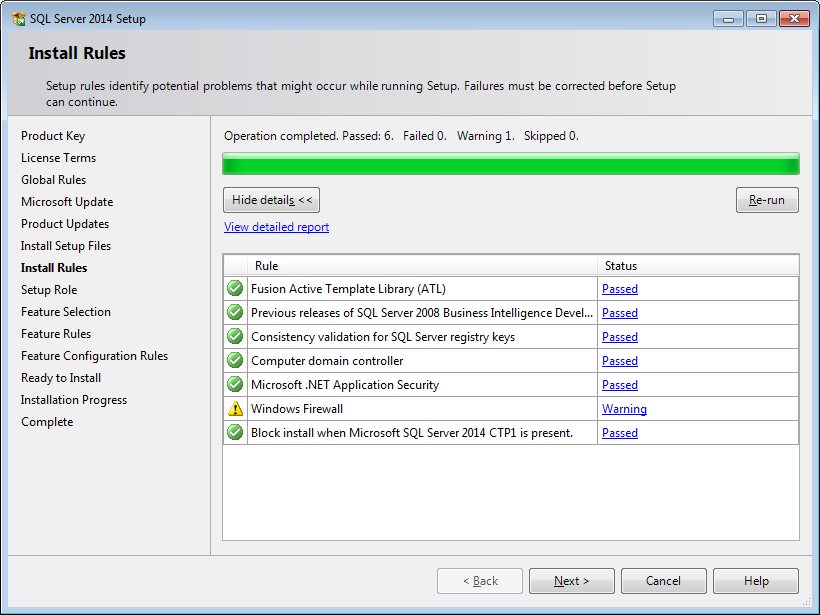 SQL Server 2014 Setup
Install Rules
Setup rules identify potential problems that might occur while running Setup. Failures must be corrected before Setup
can continue.
Product Key
License Terms
Global Rules
Microsoft Update
Product Updates
Install Setup Files
Install Rules
Setup Role
Feature Selection
Feature Rules
Feature Configuration Rules
Ready to Install
Installation Progress
Complete
Operation completed. Passed: 6.   Failed 0.   Warning 1.   Skipped 0.
Hide details <<
Re-run
View detailed report
Rule Status
Fusion Active Template Library (ATL) Passed
Previous releases of SQL Server 2008 Business Intelligence Devel... Passed
Consistency validation for SQL Server registry keys Passed
Computer domain controller Passed
Microsoft .NET Application Security Passed
Windows Firewall Warning
Block install when Microsoft SQL Server 2014 CTP1 is present. Passed
< Back Next > Cancel Help